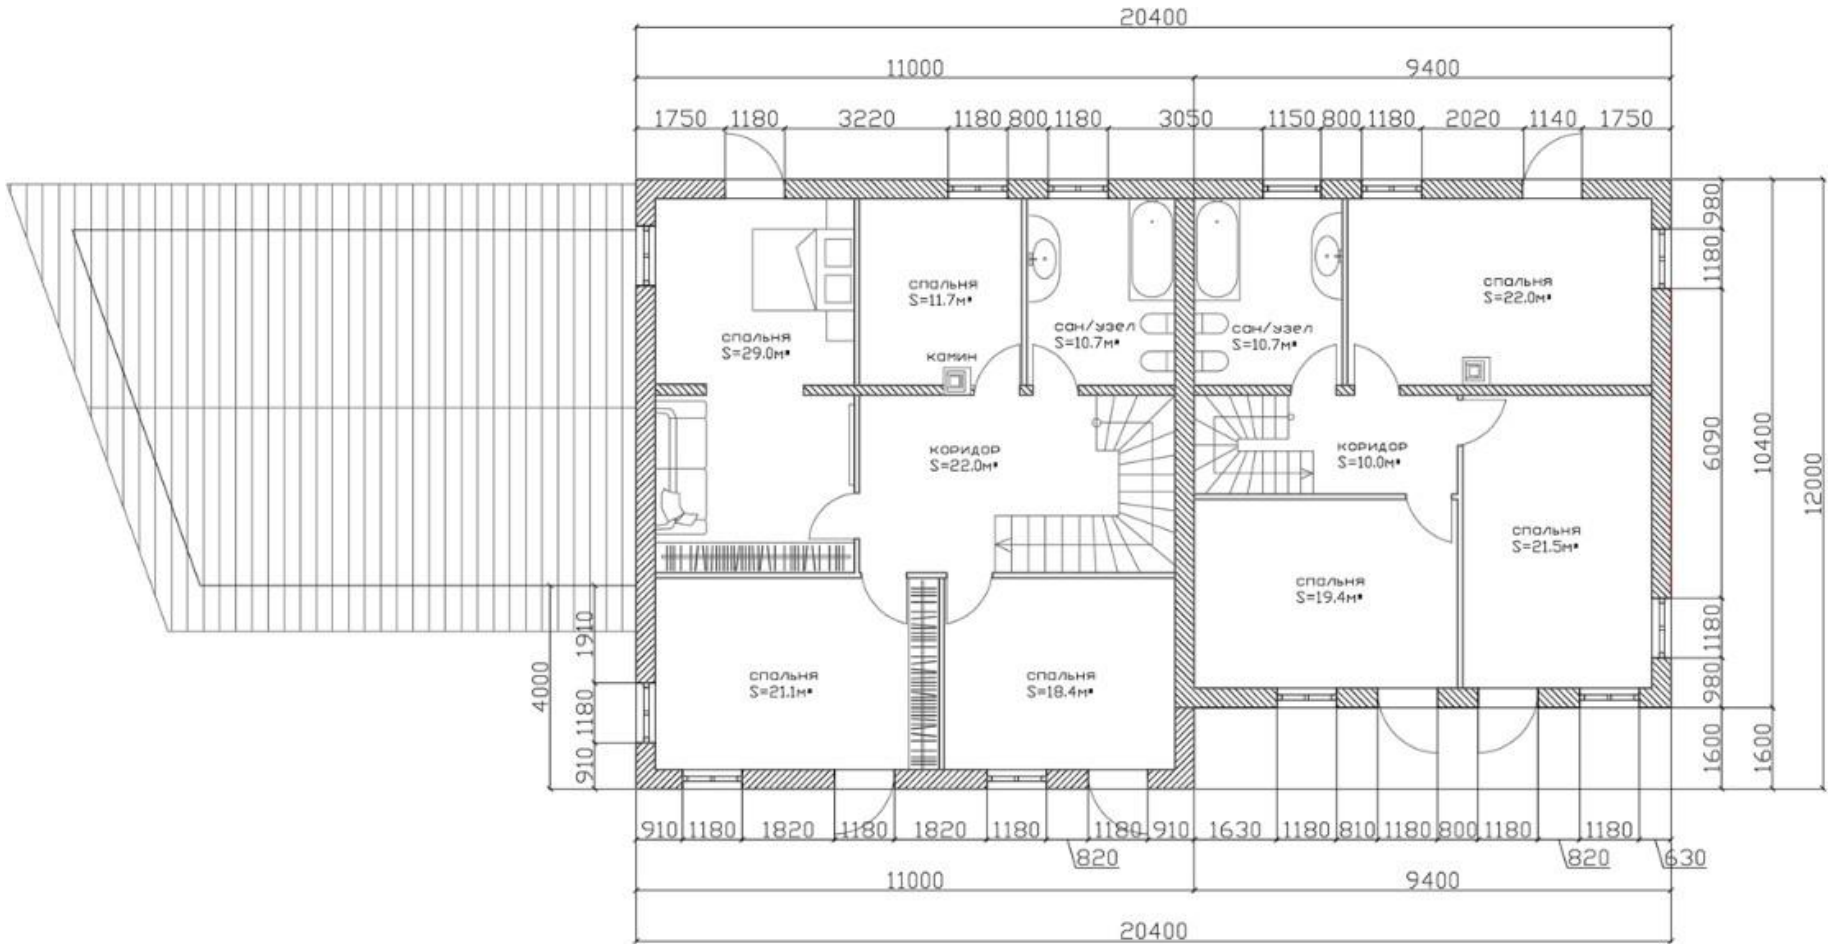 20400
11000 9400
1750 1180 3220 1180 800 1180 3050 1150 800 1180 2020 1140 1750
980
1180
6090
1180
980
1600
10400
1600
12000
спальня
S=29.0м²
спальня
S=11.7м²
камин
сан/узел
S=10.7м²
сан/узел
S=10.7м²
спальня
S=22.0м²
коридор
S=22.0м²
коридор
S=10.0м²
спальня
S=21.5м²
спальня
S=19.4м²
спальня
S=21.1м²
спальня
S=18.4м²
1910
1180
910
4000
910 1180 1820 1180 1820 1180 1180 910 1630 1180 810 1180 800 1180 1180
820 820 630
11000 9400
20400